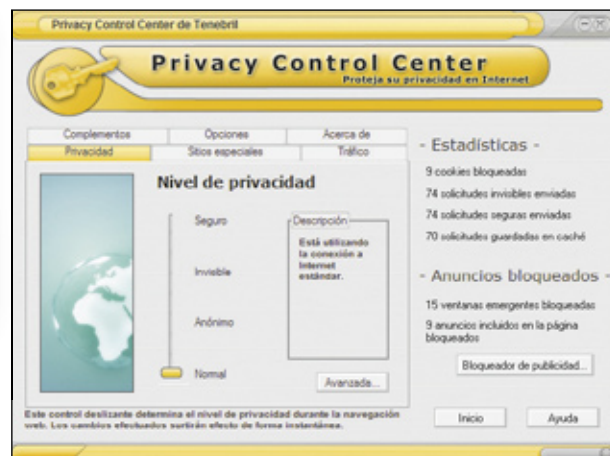 Privacy Control Center de Tenebril
Privacy Control Center
Proteja su privacidad en Internet
Complementos
Opciones
Acerca de
Privacidad
Sitios especiales
Tráfico
Nivel de privacidad
Seguro
Invisible
Anónimo
Normal
Descripción
Está utilizando
la conexión a
Internet
estándar.
Avanzada...
Este control deslizante determina el nivel de privacidad durante la navegación
web. Los cambios efectuados surtirán efecto de forma instantánea.
- Estadísticas -
9 cookies bloqueadas
74 solicitudes invisibles enviadas
74 solicitudes seguras enviadas
70 solicitudes guardadas en caché
- Anuncios bloqueados -
15 ventanas emergentes bloqueadas
9 anuncios incluidos en la página
bloqueados
Bloqueador de publicidad...
Inicio
Ayuda